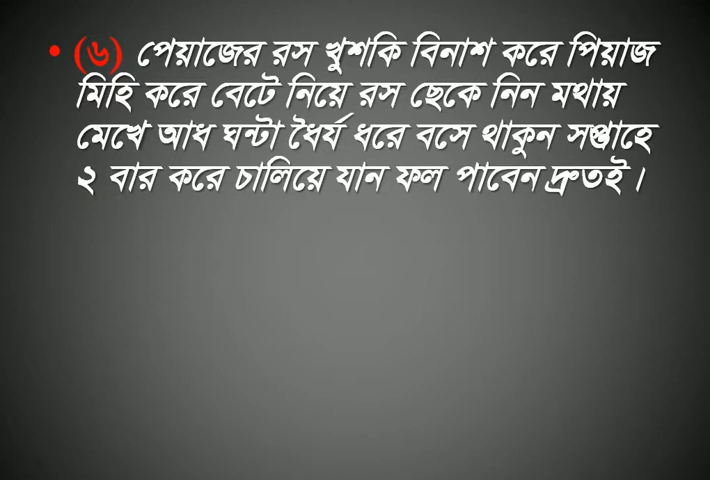 • (৬) পেয়াজের রস খুশকি বিনাশ করে পিয়াজ
মিহি করে বেটে নিয়ে রস ছেকে নিন মথায়
মেখে আধ ঘন্টা ধৈর্য ধরে বসে থাকুন সপ্তাহে
২ বার করে চালিয়ে যান ফল পাবেন দ্রুতই।